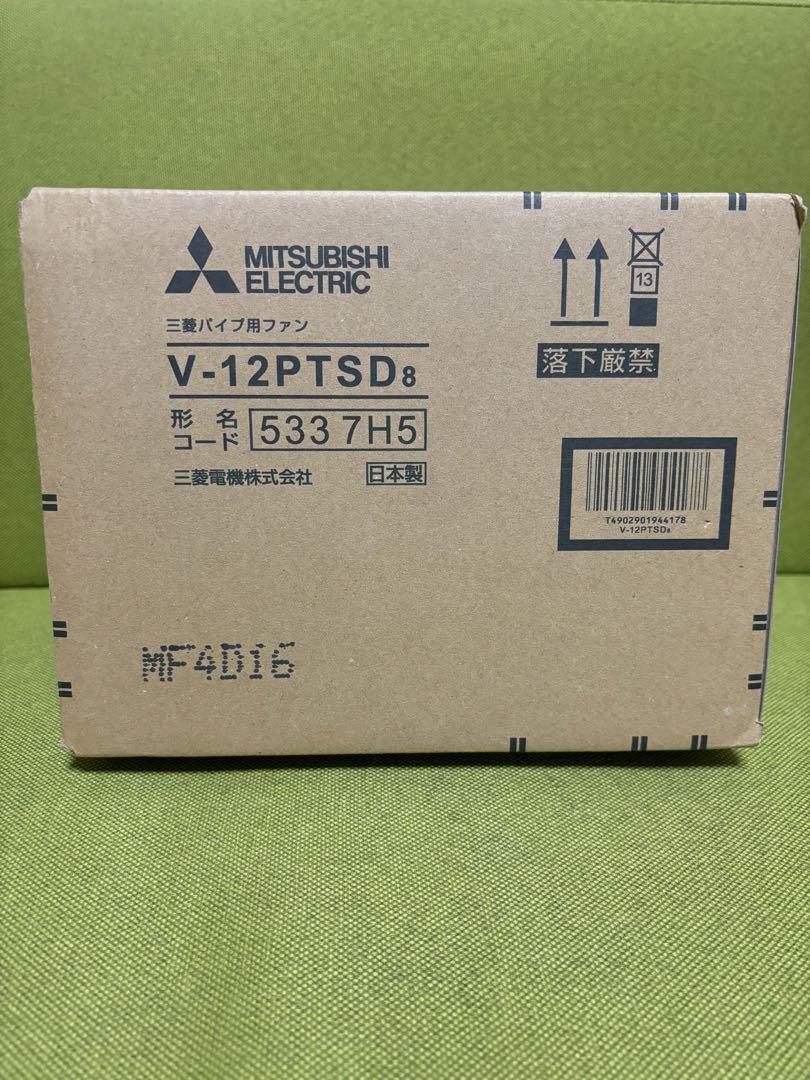 MITSUBISHI
ELECTRIC
三菱パイプ用ファン
V-12PTSD8
形名
コード 5337H5
三菱電機株式会社 日本製
13
落下厳禁
T4902901944178
V-12PTSD8
MF4D16